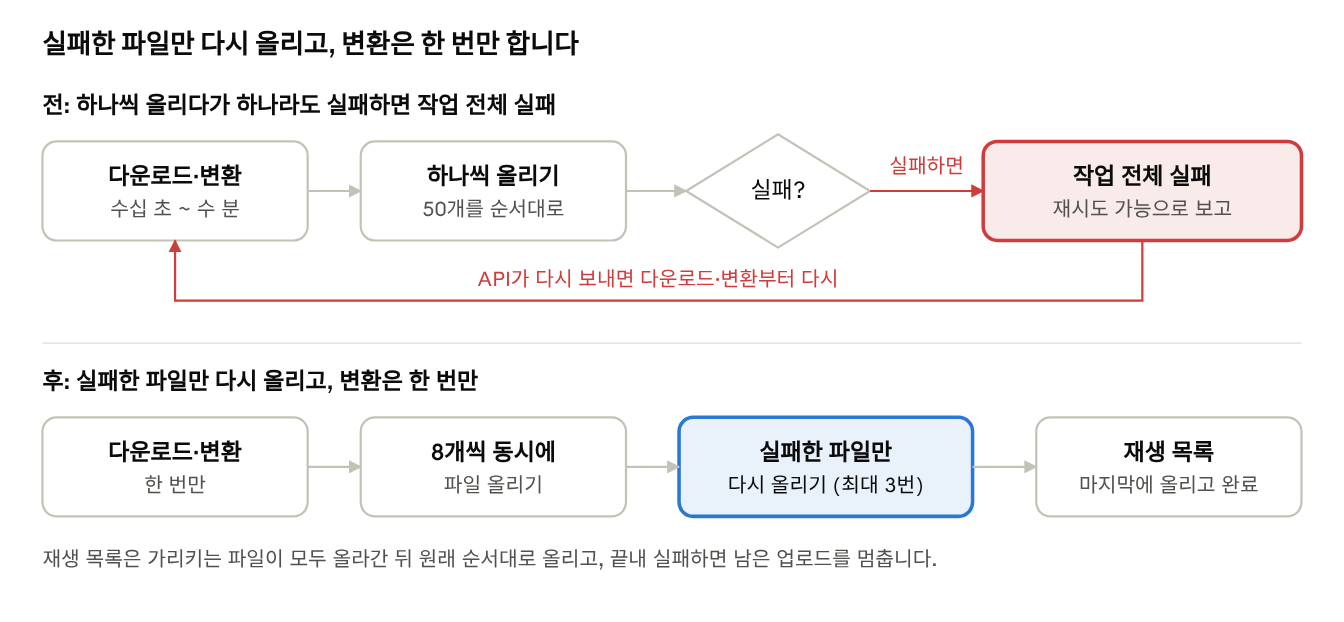 실패한 파일만 다시 올리고, 변환은 한 번만 합니다
전: 하나씩 올리다가 하나라도 실패하면 작업 전체 실패
다운로드·변환
수십 초 ~ 수 분
하나씩 올리기
50개를 순서대로
실패?
실패하면
작업 전체 실패
재시도 가능으로 보고
API가 다시 보내면 다운로드·변환부터 다시
후: 실패한 파일만 다시 올리고, 변환은 한 번만
다운로드·변환
한 번만
8개씩 동시에
파일 올리기
실패한 파일만
다시 올리기 (최대 3번)
재생 목록
마지막에 올리고 완료
재생 목록은 가리키는 파일이 모두 올라간 뒤 원래 순서대로 올리고, 끝내 실패하면 남은 업로드를 멈춥니다.